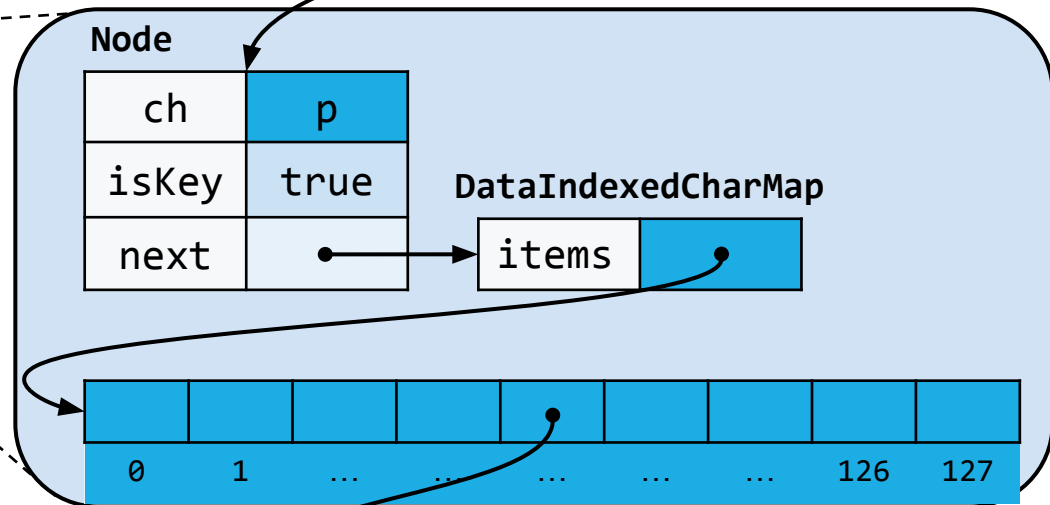 Node
ch p
isKey true
DataIndexedCharMap
next
items
0 1 ... ... ... ... ... 126 127